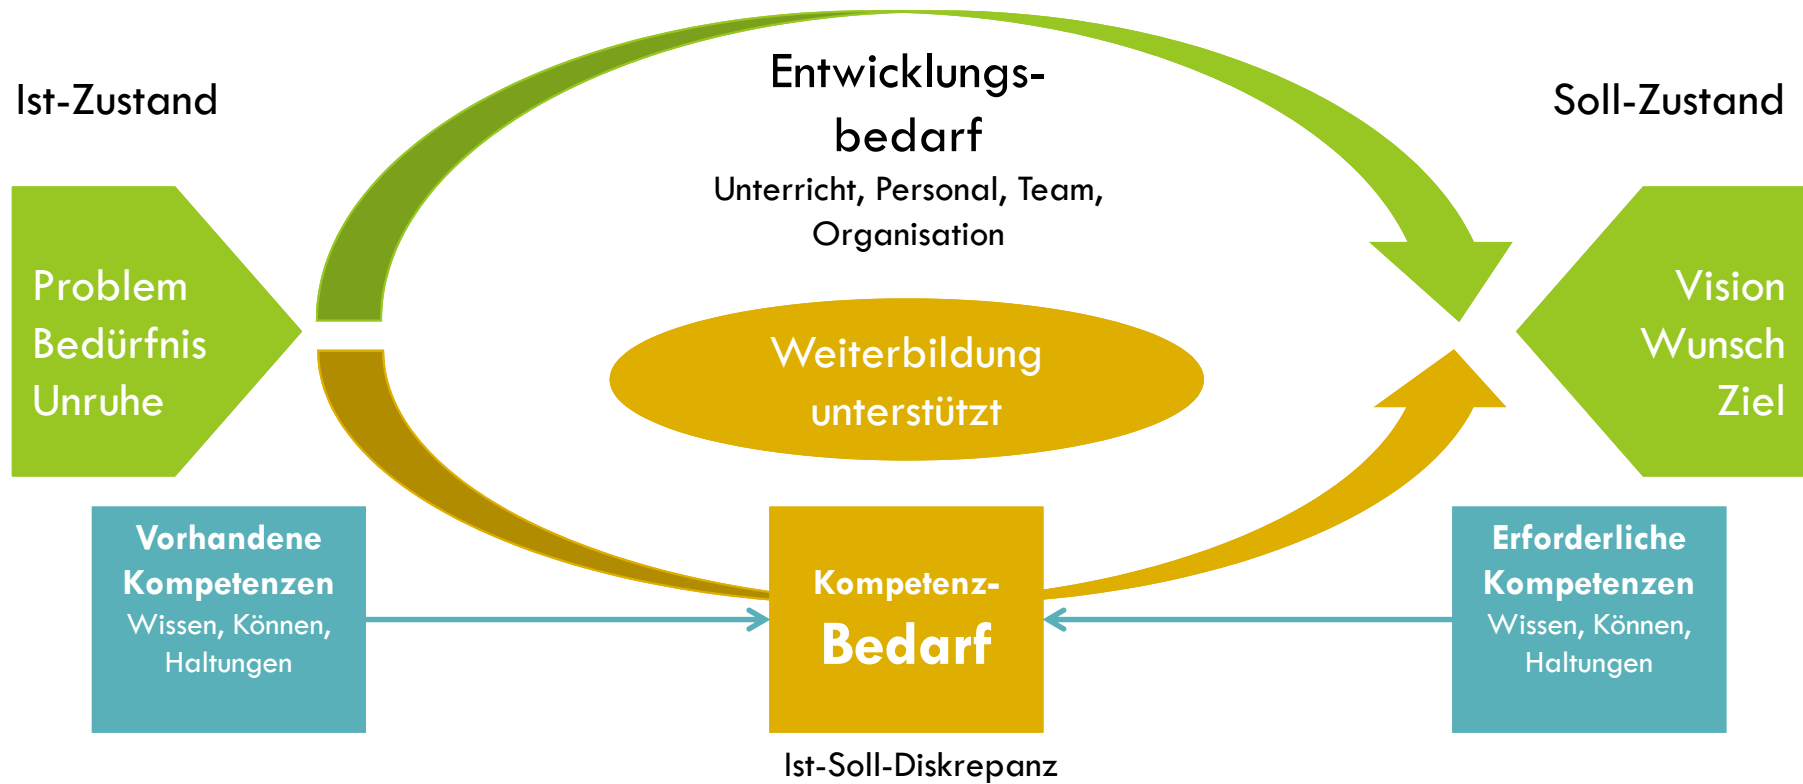 Ist-Zustand
Entwicklungs-
bedarf
Unterricht, Personal, Team,
Organisation
Soll-Zustand
Problem
Bedürfnis
Unruhe
Weiterbildung
unterstützt
Vision
Wunsch
Ziel
Vorhandene
Kompetenzen
Wissen, Können,
Haltungen
Kompetenz-
Bedarf
Erforderliche
Kompetenzen
Wissen, Können,
Haltungen
Ist-Soll-Diskrepanz